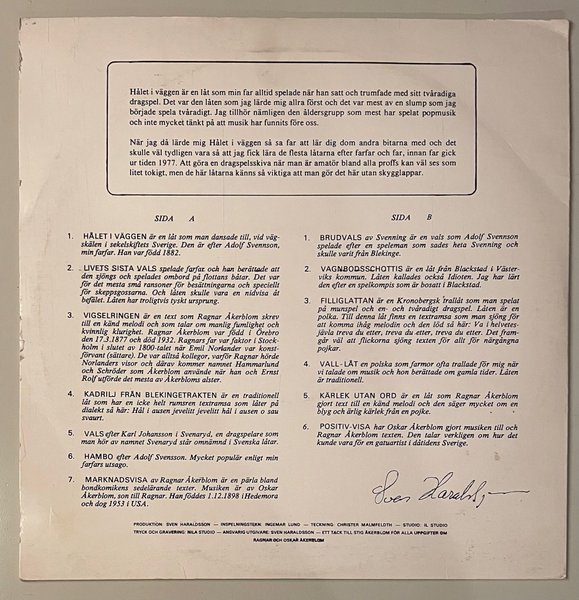 Hålet i väggen är en låt som min far alltid spelade när han satt och trumfade med sitt tvåradiga
dragspel. Det var den låten som jag lärde mig allra först och det var mest av en slump som jag
började spela tvåradigt. Jag tillhör nämligen den åldersgrupp som mest har spelat popmusik
och inte mycket tänkt på att musik har funnits före oss.
När jag då lärde mig Hålet i väggen så sa far att lär dig dom andra bitarna med och det
skulle väl tydligen vara så att jag fick lära de flesta låtarna efter farfar och far, innan far gick
ur tiden 1977. Att göra en dragspelsskiva när man är amatör bland alla proffs kan väl ses som
litet tokigt, men de här låtarna känns så viktiga att man gör det här utan skygglappar.
SIDA A
1. HÅLET I VÄGGEN är en låt som man dansade till, vid väg-
skälen i sekelskiftets Sverige. Den är efter Adolf Svennson,
min farfar. Han var född 1882.
2. LIVETS SISTA VALS spelade farfar och han berättade att
den sjöngs och spelades ombord på flottans båtar. Det var
för det mesta små ransoner för besättningarna och speciellt
för skeppsgossarna. Och låten skulle vara en nidvisa åt
befälet. Låten har troligtvis tyskt ursprung.
3. VIGSELRINGEN är en text som Ragnar Åkerblom skrev
till en känd melodi och som talar om manlig fumlighet och
kvinnlig klurighet. Ragnar Åkerblom var född i Örebro
den 17.3.1877 och död 1932. Ragnars far var faktor i Stock-
holm i slutet av 1800-talet när Emil Norlander var konst-
förvant (sättare). De var alltså kollegor, varför Ragnar hörde
Norlanders visor och därav kommer namnet Hammarlund
och Schröder som Åkerblom använde när han och Ernst
Rolf utförde det mesta av Åkerbloms alster.
4. KADRILJ FRÅN BLEKINGETRAKTEN är en traditionell
låt som har en icke helt rumsren textramsa som låter på
dialekt så här: Hål i ausen jevelitt jevelitt hål i ausen o sau
svaurt.
5. VALS efter Karl Johansson i Svenaryd, en dragspelare som
man hör av namnet Svenaryd står omnämnd i Svenska låtar.
6. HAMBO efter Adolf Svensson. Mycket populär enligt min
farfars utsago.
7. MARKNADSVISA av Ragnar Åkerblom är en pärla bland
bondkomikens sedelärande texter. Musiken är av Oskar
Åkerblom, son till Ragnar. Han föddes 1.12.1898 i Hedemora
och dog 1953 i USA.
SIDA B
1. BRUDVALS av Svenning är en vals som Adolf Svennson
spelade efter en speleman som sades heta Svenning och
skulle varit från Blekinge.
2. VAGNBODSSCHOTTIS är en låt från Blackstad i Väster-
viks kommun. Låten kallades också Idioten. Jag har lärt
den efter en spelkompis som är bosatt i Blackstad.
3. FILLIGLATTAN är en Kronobergsk trallåt som man spelat
på munspel och en- och tvåradigt dragspel. Låten är en
polka. Till denna låt finns en textramsa som man sjöng för
att komma ihåg melodin och den löd så här: Va i helvetes-
jävla treva du etter, treva du etter, treva du etter. Det fram-
går väl att flickorna sjöng texten för allt för närgångna
pojkar.
4. VALL-LÅT en polska som farmor ofta trallade för mig när
vi talade om musik och hon berättade om gamla tider. Låten
är traditionell.
5. KÄRLEK UTAN ORD är en låt som Ragnar Åkerblom
gjort text till en känd melodi och den säger mycket om en
blyg och ärlig kärlek från en pojke.
6. POSITIV-VISA har Oskar Åkerblom gjort musiken till och
Ragnar Åkerblom texten. Den talar verkligen om hur det
kunde vara för en gatuartist i dåtidens Sverige.
Sven Haraldsson
PRODUKTION: SVEN HARALDSSON — INSPELNINGSTEKN: INGEMAR LUND — TECKNING: CHRISTER MALMFELDTH — STUDIO: IL STUDIO
TRYCK OCH GRAVERING: NILA STUDIO — ANSVARIG UTGIVARE: SVEN HARALDSSON — ETT TACK TILL STIG ÅKERBLOM FÖR ALLA UPPGIFTER OM
RAGNAR OCH OSKAR ÅKERBLOM